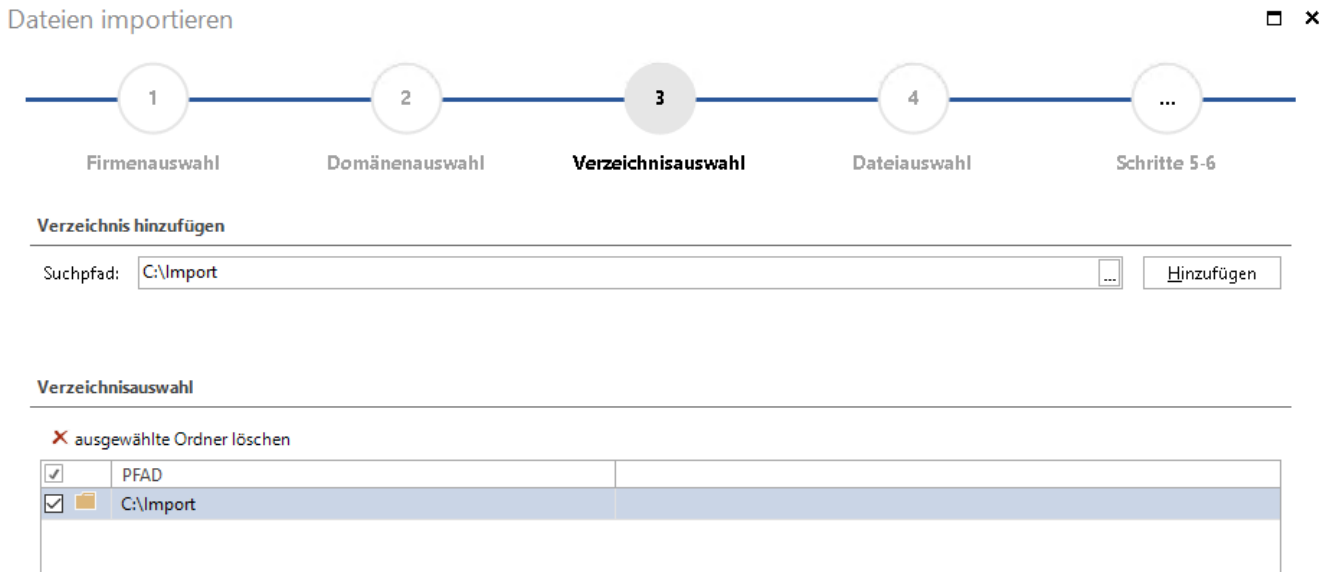 Dateien importieren
1 2 3 4 ...
Firmenauswahl Domänenauswahl Verzeichnisauswahl Dateiauswahl Schritte 5-6
Verzeichnis hinzufügen
Suchpfad: C:\Import ... Hinzufügen
Verzeichnisauswahl
ausgewählte Ordner löschen
PFAD
C:\Import